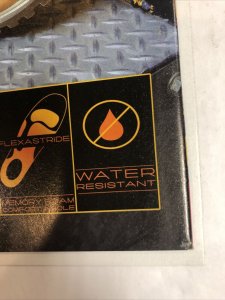 FLEXASTRIDE
WATER
RESISTANT
MEMORY FOAM
COMFORT SOLE